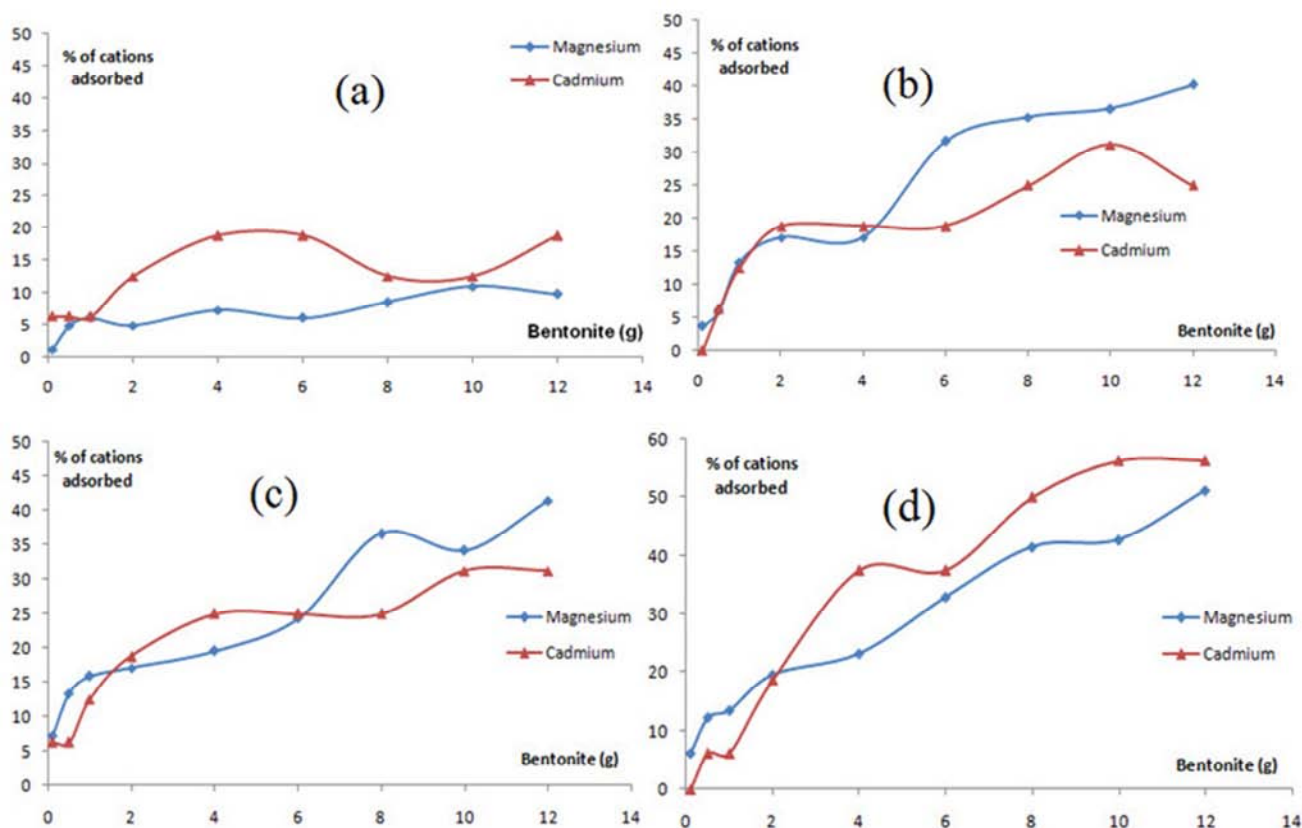 50
45
40
35
30
25
20
15
10
5
0
% of cations
adsorbed
(a)
Magnesium
Cadmium
Bentonite (g)
0 2 4 6 8 10 12 14
50
45
40
35
30
25
20
15
10
5
0
% of cations
adsorbed
(b)
Magnesium
Cadmium
Bentonite (g)
0 2 4 6 8 10 12 14
50
45
40
35
30
25
20
15
10
5
0
% of cations
adsorbed
(c)
Magnesium
Cadmium
Bentonite (g)
0 2 4 6 8 10 12 14
60
50
40
30
20
10
0
% of cations
adsorbed
(d)
Magnesium
Cadmium
Bentonite (g)
0 2 4 6 8 10 12 14